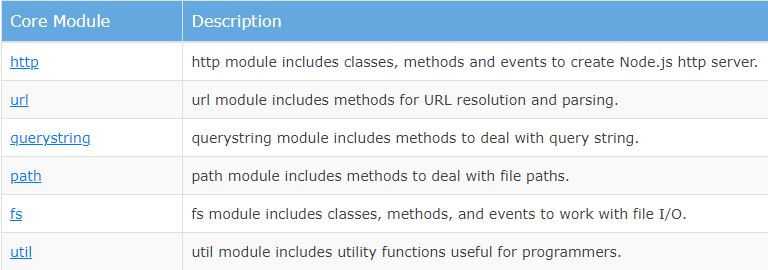 Core Module Description
http http module includes classes, methods and events to create Node.js http server.
url url module includes methods for URL resolution and parsing.
querystring querystring module includes methods to deal with query string.
path path module includes methods to deal with file paths.
fs fs module includes classes, methods, and events to work with file I/O.
util util module includes utility functions useful for programmers.